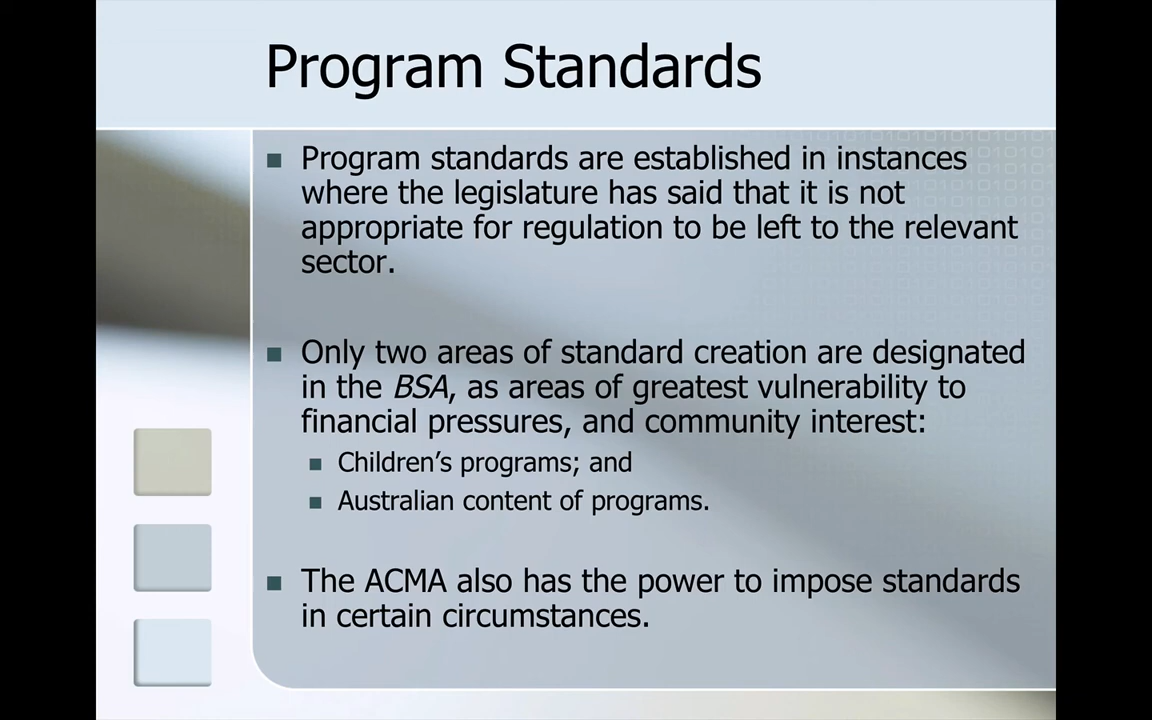 Program Standards
Program standards are established in instances
where the legislature has said that it is not
appropriate for regulation to be left to the relevant
sector.
Only two areas of standard creation are designated
in the BSA, as areas of greatest vulnerability to
financial pressures, and community interest:
Children’s programs; and
Australian content of programs.
The ACMA also has the power to impose standards
in certain circumstances.